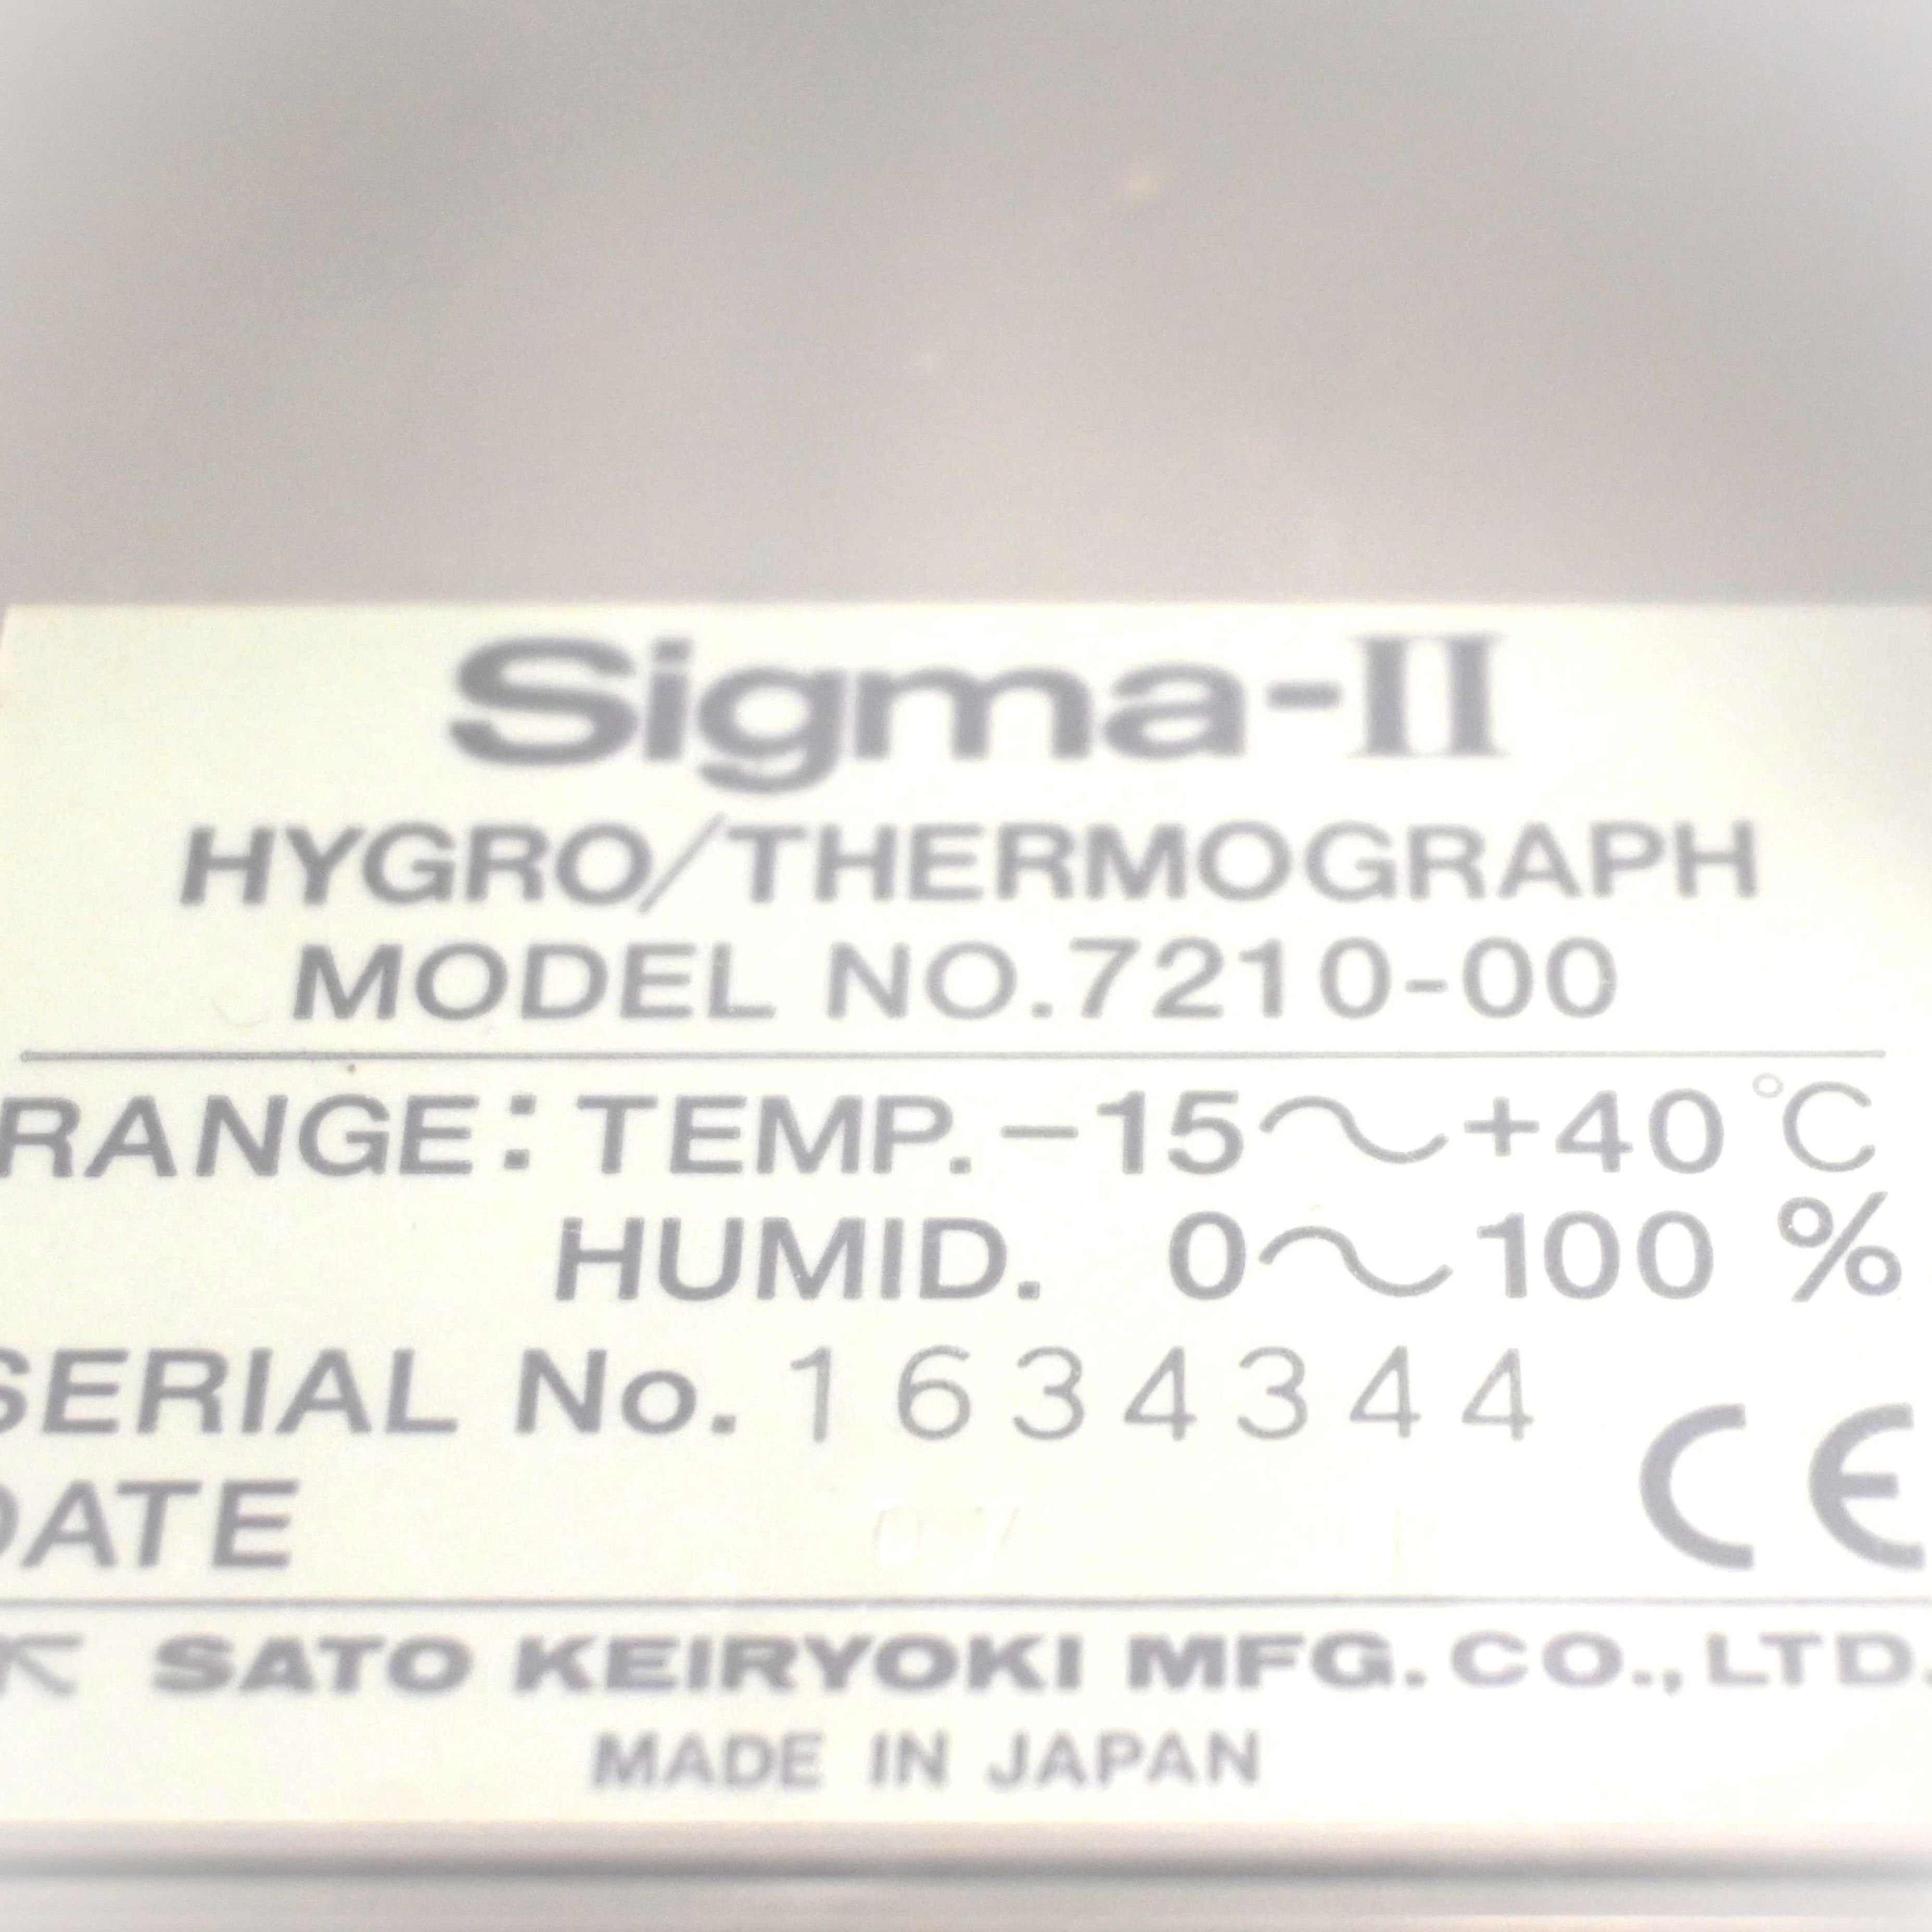 Sigma-II
HYGRO/THERMOGRAPH
MODEL NO.7210-00
RANGE: TEMP.-15～+40℃
HUMID. 0～100 %
SERIAL No. 1634344
DATE
CE
SATO KEIRYOKI MFG. CO., LTD.
MADE IN JAPAN